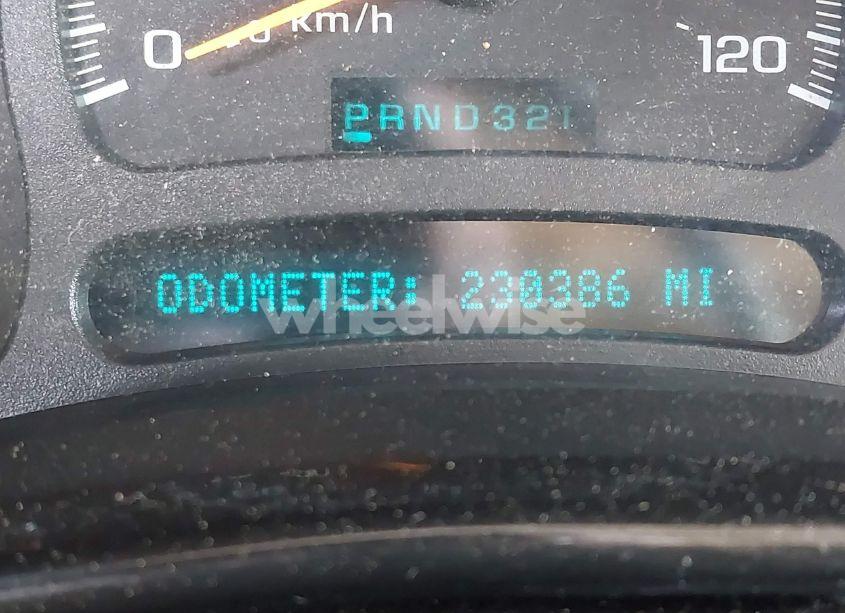 0 km/h 120
PRND321
ODOMETER: 230386 MI
wheelwise